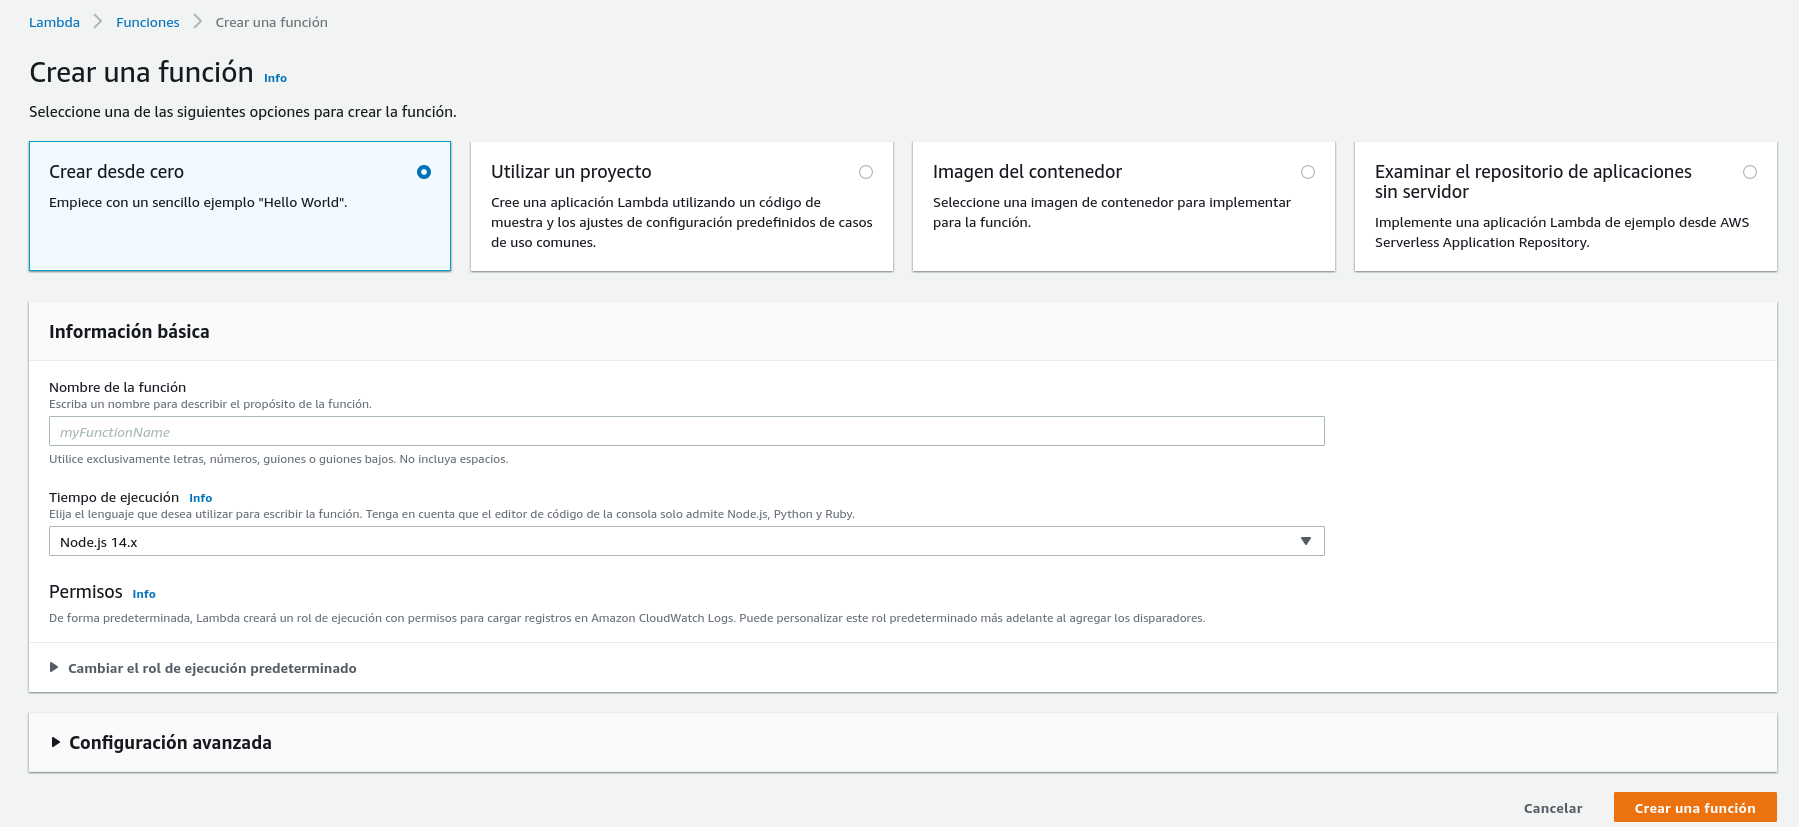 Lambda > Funciones > Crear una función
Crear una función Info
Seleccione una de las siguientes opciones para crear la función.
Crear desde cero
Empiece con un sencillo ejemplo "Hello World".
Utilizar un proyecto
Cree una aplicación Lambda utilizando un código de
muestra y los ajustes de configuración predefinidos de casos
de uso comunes.
Imagen del contenedor
Seleccione una imagen de contenedor para implementar
para la función.
Examinar el repositorio de aplicaciones
sin servidor
Implemente una aplicación Lambda de ejemplo desde AWS
Serverless Application Repository.
Información básica
Nombre de la función
Escriba un nombre para describir el propósito de la función.
myFunctionName
Utilice exclusivamente letras, números, guiones o guiones bajos. No incluya espacios.
Tiempo de ejecución Info
Elija el lenguaje que desea utilizar para escribir la función. Tenga en cuenta que el editor de código de la consola solo admite Node.js, Python y Ruby.
Node.js 14.x
Permisos Info
De forma predeterminada, Lambda creará un rol de ejecución con permisos para cargar registros en Amazon CloudWatch Logs. Puede personalizar este rol predeterminado más adelante al agregar los disparadores.
Cambiar el rol de ejecución predeterminado
Configuración avanzada
Cancelar
Crear una función